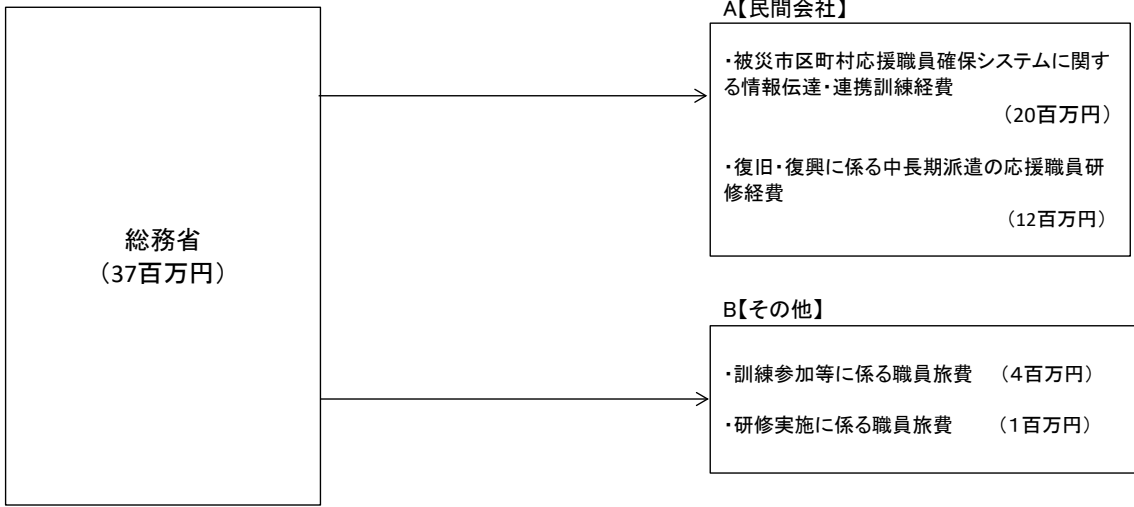 総務省
（37百万円）
A【民間会社】
・被災市区町村応援職員確保システムに関す
る情報伝達・連携訓練経費
（20百万円）
・復旧・復興に係る中長期派遣の応援職員研
修経費
（12百万円）
B【その他】
・訓練参加等に係る職員旅費　（４百万円）
・研修実施に係る職員旅費　　（１百万円）